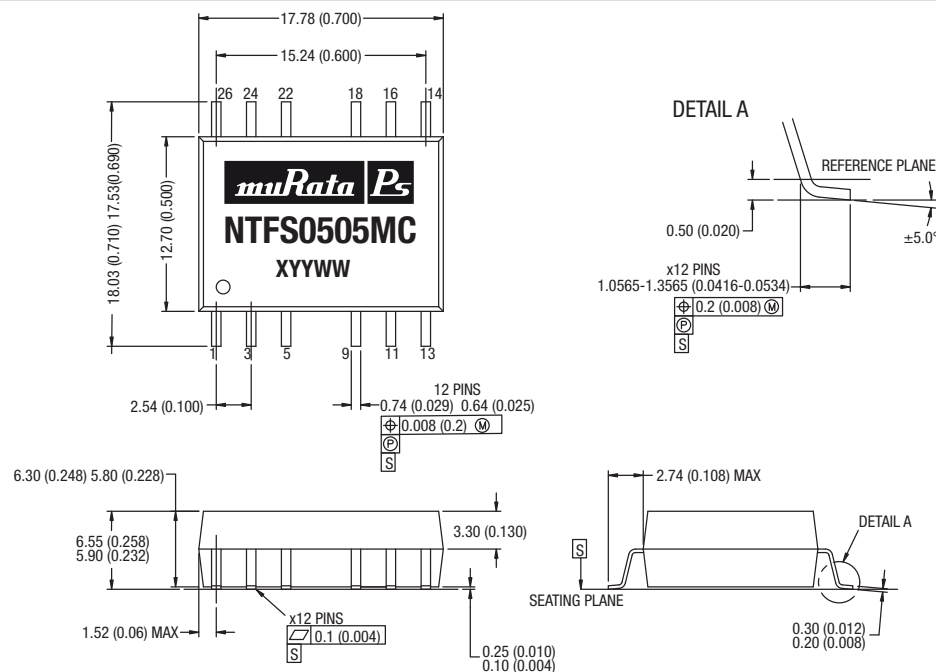 17.78 (0.700)
15.24 (0.600)
26 24 22 18 16 14
18.03 (0.710) 17.53(0.690)
12.70 (0.500)
muRata Ps
NTFS0505MC
XYYWW
1 3 5 9 11 13
2.54 (0.100)
12 PINS
0.74 (0.029) 0.64 (0.025)
⌖ 0.008 (0.2) Ⓜ
Ⓟ
S
DETAIL A
REFERENCE PLANE
0.50 (0.020)
±5.0°
x12 PINS
1.0565-1.3565 (0.0416-0.0534)
⌖ 0.2 (0.008) Ⓜ
Ⓟ
S
6.30 (0.248) 5.80 (0.228)
6.55 (0.258)
5.90 (0.232)
3.30 (0.130)
1.52 (0.06) MAX
x12 PINS
⏥ 0.1 (0.004)
S
0.25 (0.010)
0.10 (0.004)
2.74 (0.108) MAX
DETAIL A
S
SEATING PLANE
0.30 (0.012)
0.20 (0.008)